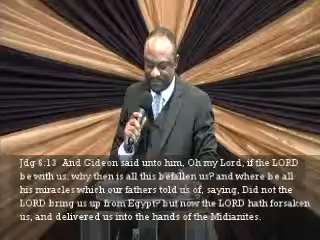 Jdg 6:13  And Gideon said unto him, Oh my Lord, if the LORD
be with us, why then is all this befallen us? and where be all
his miracles which our fathers told us of, saying, Did not the
LORD bring us up from Egypt? but now the LORD hath forsaken
us, and delivered us into the hands of the Midianites.